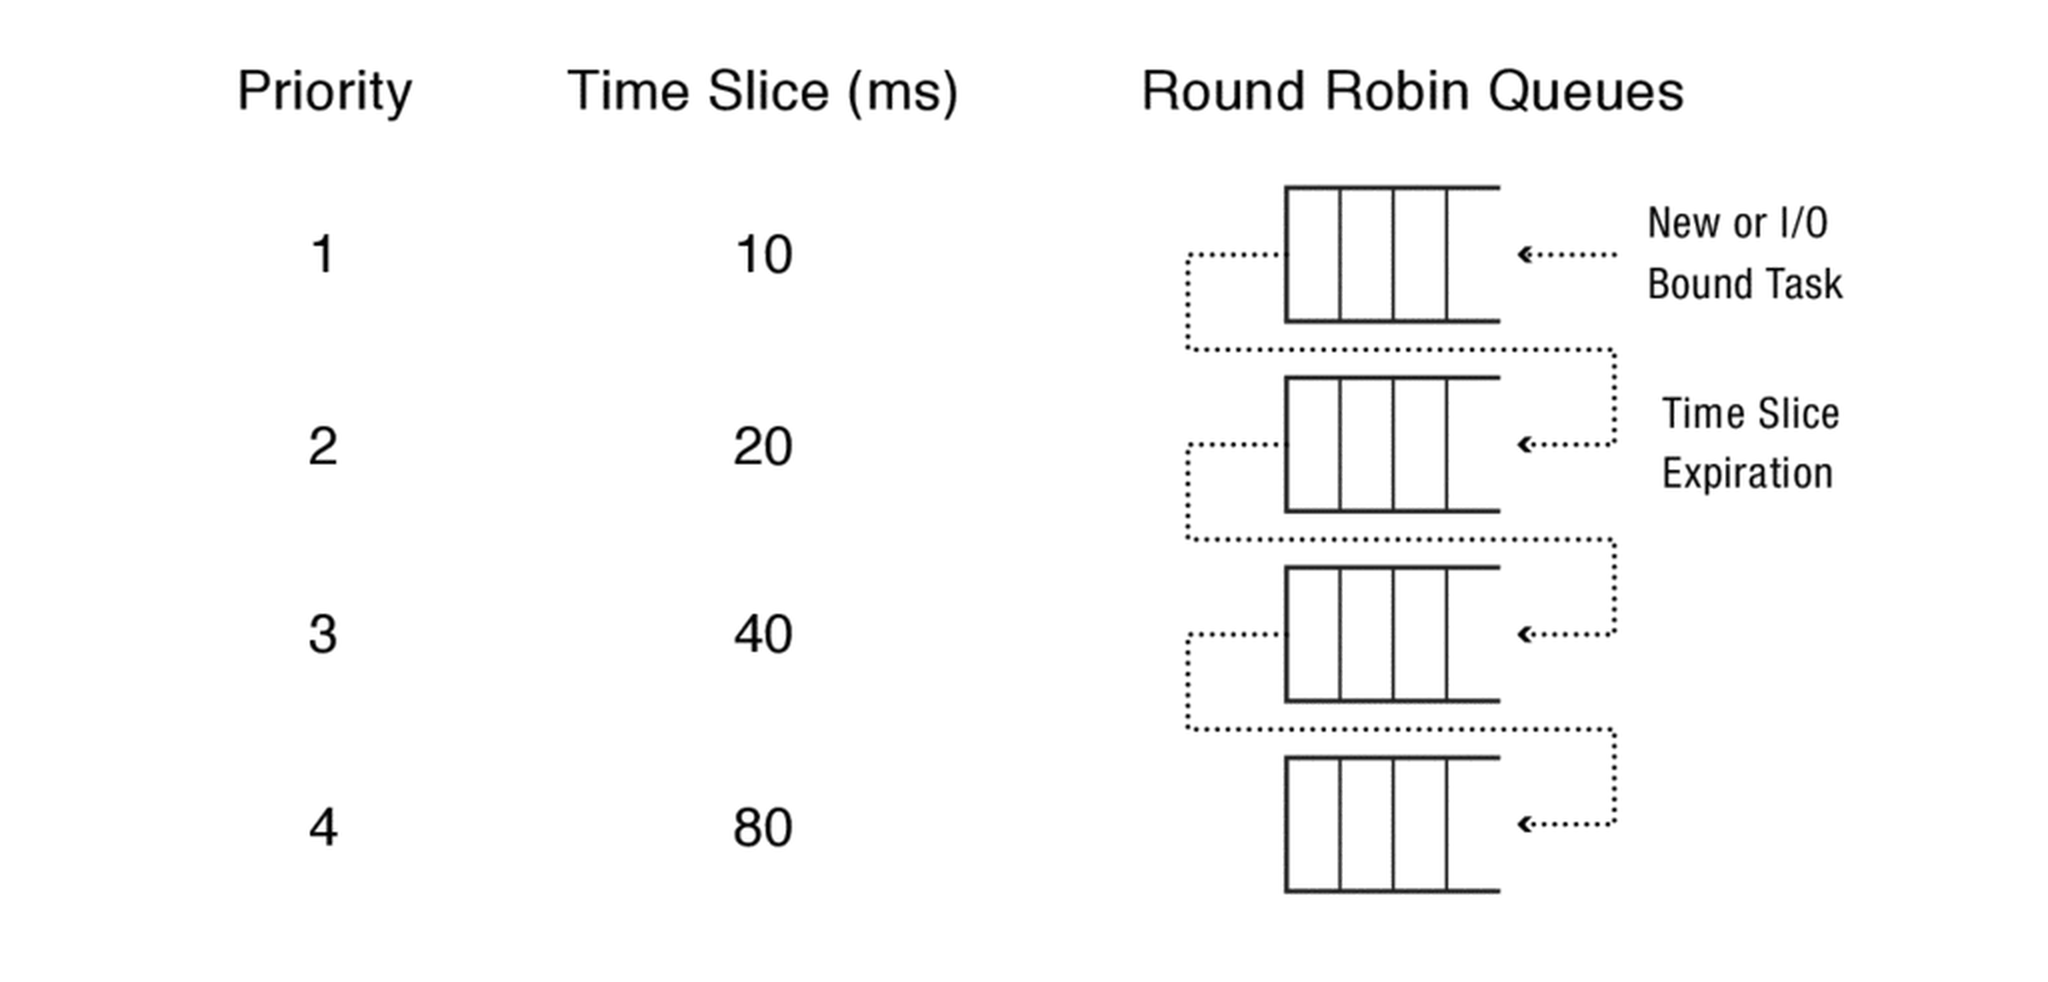 Priority Time Slice (ms) Round Robin Queues
1 10
New or I/O
Bound Task
2 20
Time Slice
Expiration
3 40
4 80